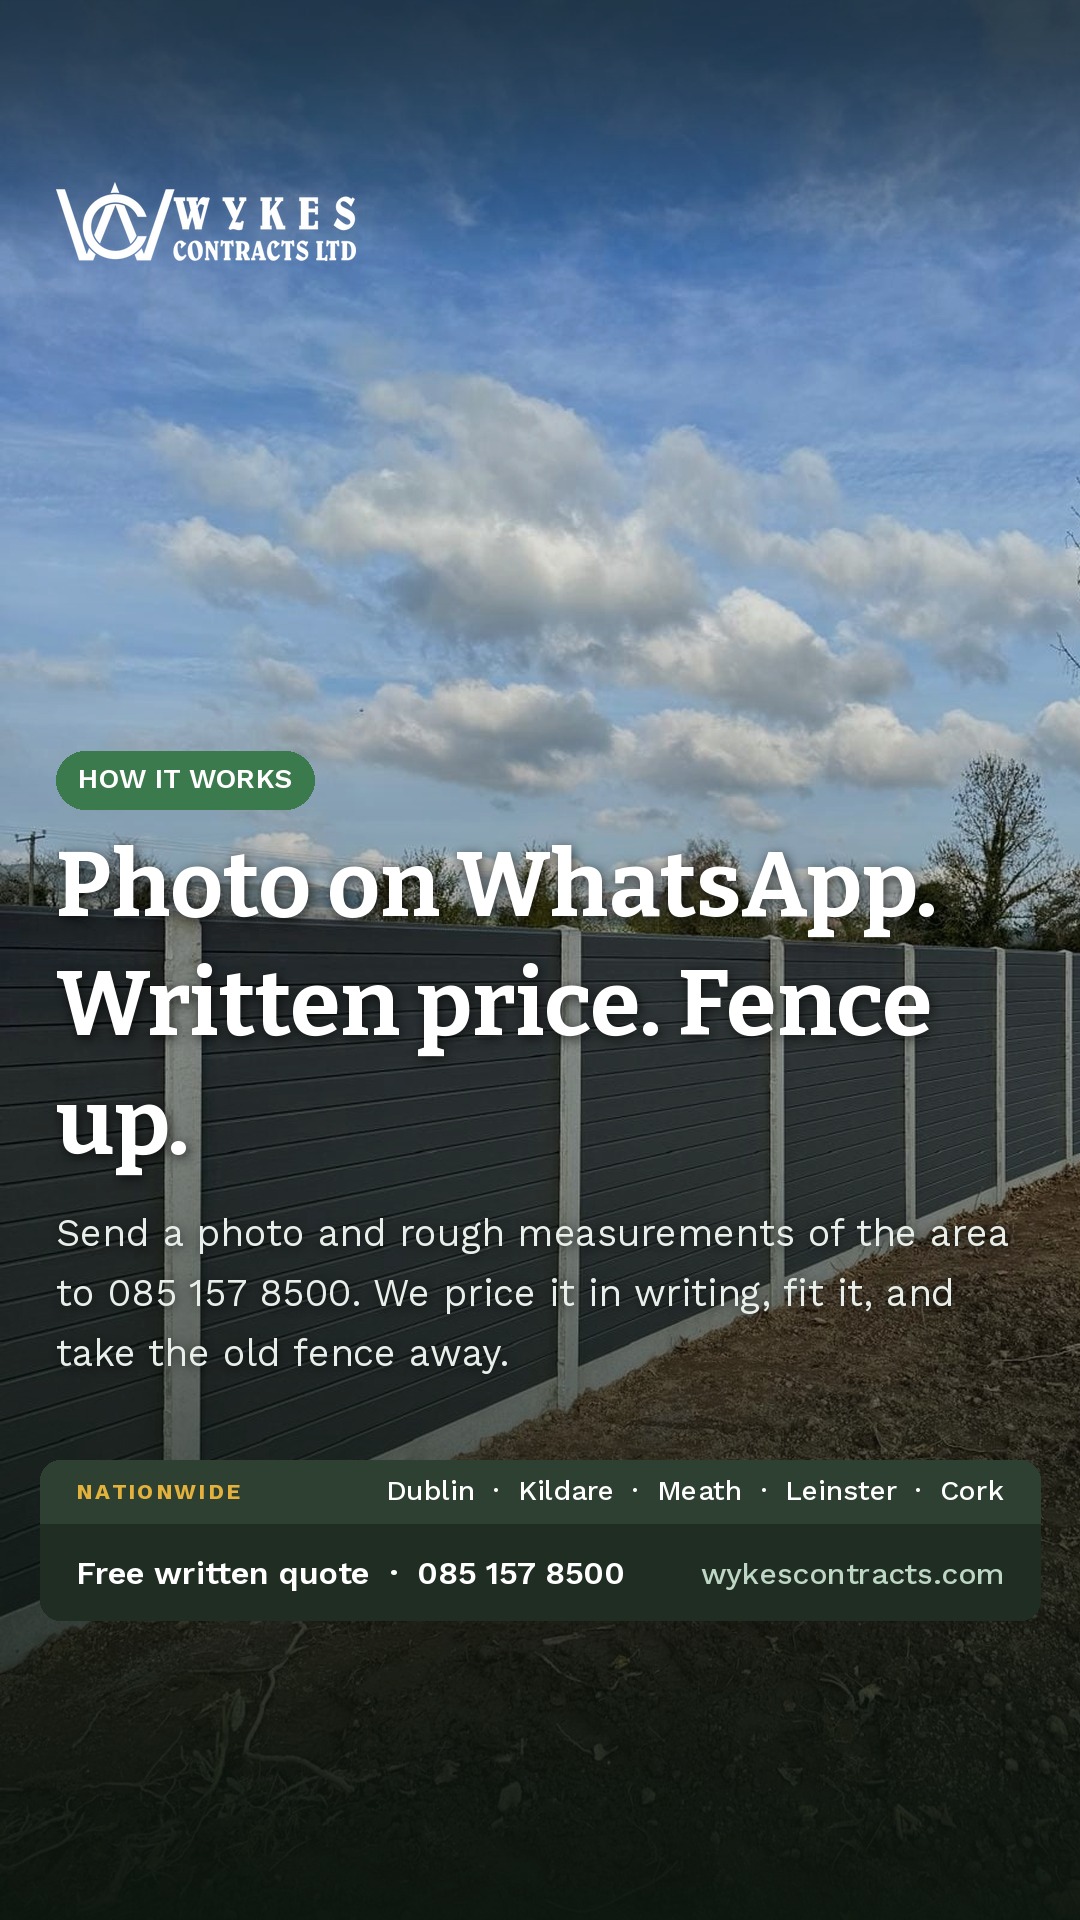 WYKES
CONTRACTS LTD
HOW IT WORKS
Photo on WhatsApp.
Written price. Fence
up.
Send a photo and rough measurements of the area
to 085 157 8500. We price it in writing, fit it, and
take the old fence away.
NATIONWIDE Dublin · Kildare · Meath · Leinster · Cork
Free written quote · 085 157 8500 wykescontracts.com